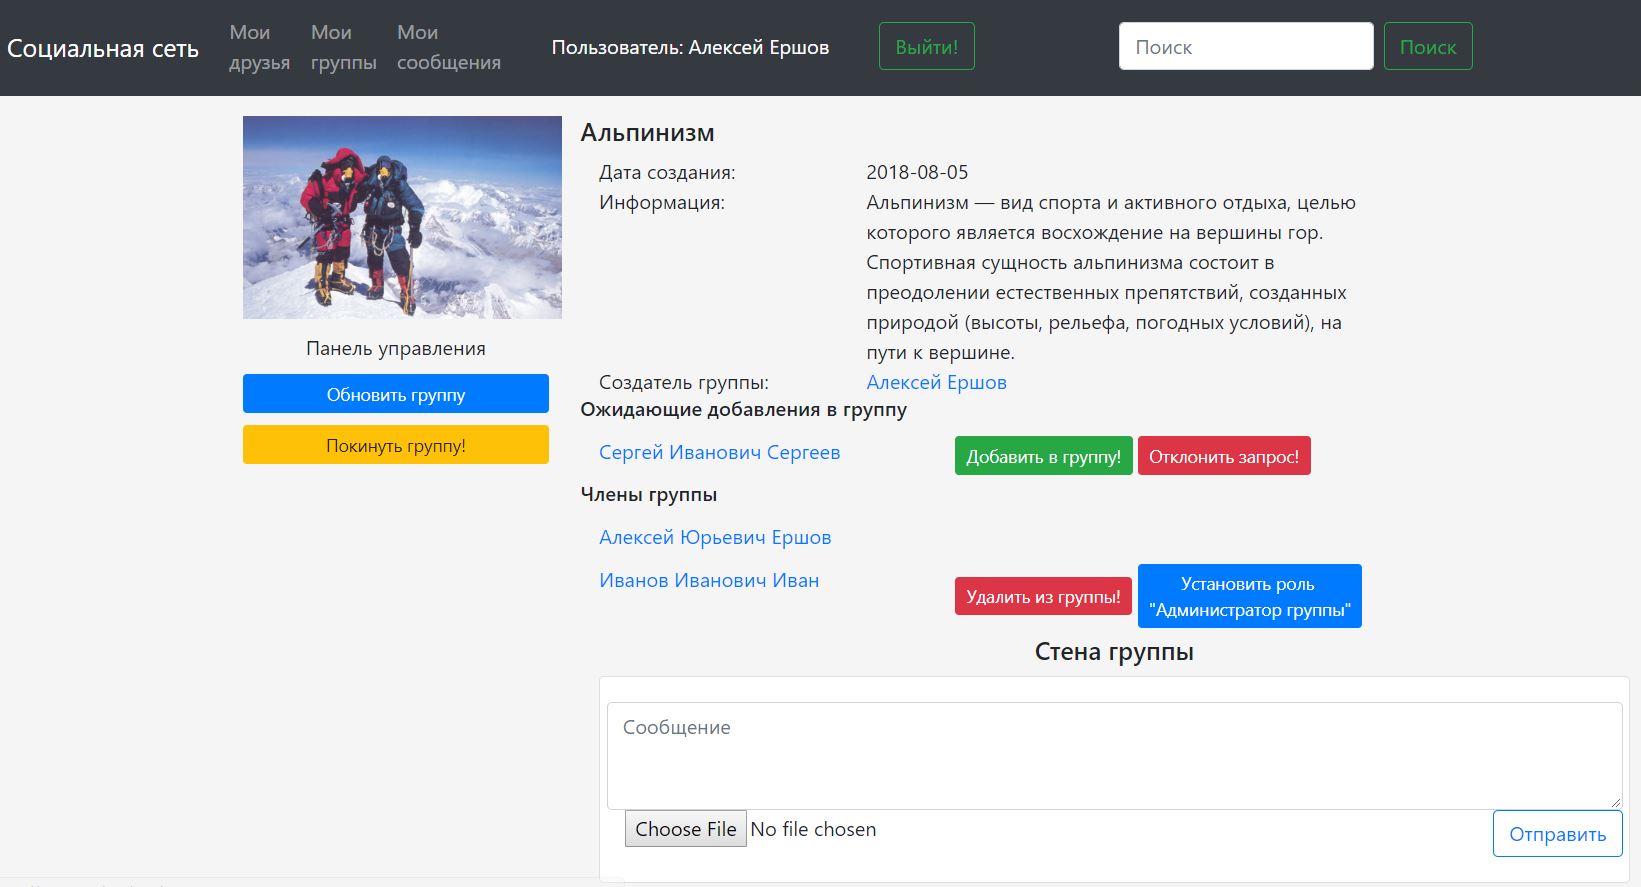 Социальная сеть
Мои друзья
Мои группы
Мои сообщения
Пользователь: Алексей Ершов
Выйти!
Поиск
Поиск
Альпинизм
Дата создания: 2018-08-05
Информация: Альпинизм — вид спорта и активного отдыха, целью
которого является восхождение на вершины гор.
Спортивная сущность альпинизма состоит в
преодолении естественных препятствий, созданных
природой (высоты, рельефа, погодных условий), на
пути к вершине.
Создатель группы: Алексей Ершов
Панель управления
Обновить группу
Покинуть группу!
Ожидающие добавления в группу
Сергей Иванович Сергеев
Добавить в группу!
Отклонить запрос!
Члены группы
Алексей Юрьевич Ершов
Иванов Иванович Иван
Удалить из группы!
Установить роль
"Администратор группы"
Стена группы
Сообщение
Choose File No file chosen
Отправить